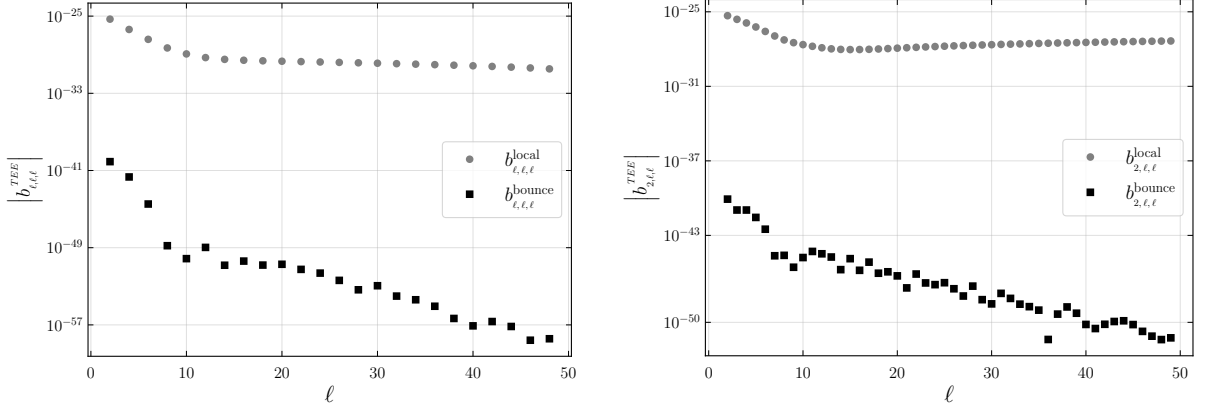 10⁻²⁵
10⁻³³
10⁻⁴¹
10⁻⁴⁹
10⁻⁵⁷
|b^{TEE}_{ℓ,ℓ,ℓ}|
b^{local}_{ℓ,ℓ,ℓ}
b^{bounce}_{ℓ,ℓ,ℓ}
0 10 20 30 40 50
ℓ
10⁻²⁵
10⁻³¹
10⁻³⁷
10⁻⁴³
10⁻⁵⁰
|b^{TEE}_{2,ℓ,ℓ}|
b^{local}_{2,ℓ,ℓ}
b^{bounce}_{2,ℓ,ℓ}
0 10 20 30 40 50
ℓ